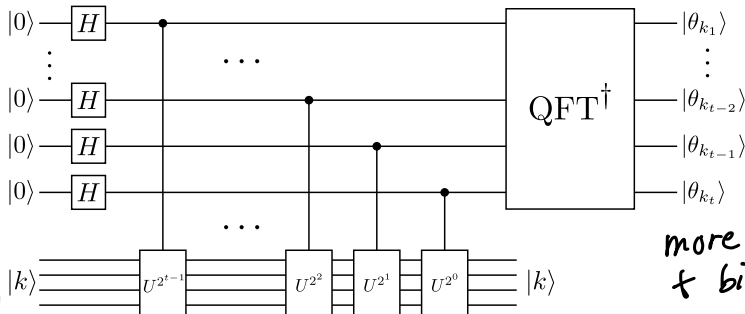 |0⟩ H |θ_{k_1}⟩
⋮ ⋯ ⋮
|0⟩ H QFT† |θ_{k_{t-2}}⟩
|0⟩ H |θ_{k_{t-1}}⟩
|0⟩ H |θ_{k_t}⟩
⋯
|k⟩ U^{2^{t-1}} U^{2^2} U^{2^1} U^{2^0} |k⟩
more